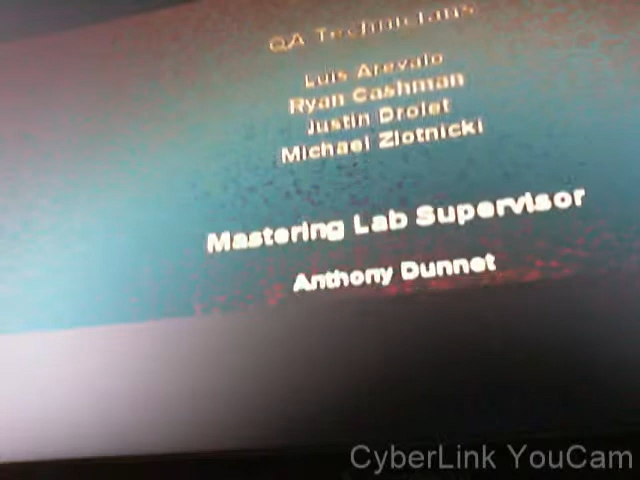 QA Technicians
Luis Arevalo
Ryan Cashman
Justin Drolet
Michael Zlotnicki
Mastering Lab Supervisor
Anthony Dunnet
CyberLink YouCam